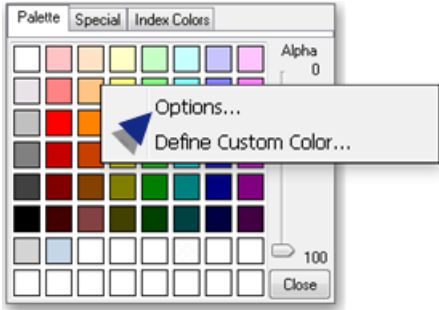 Palette Special Index Colors
Alpha
0
Options...
Define Custom Color...
100
Close